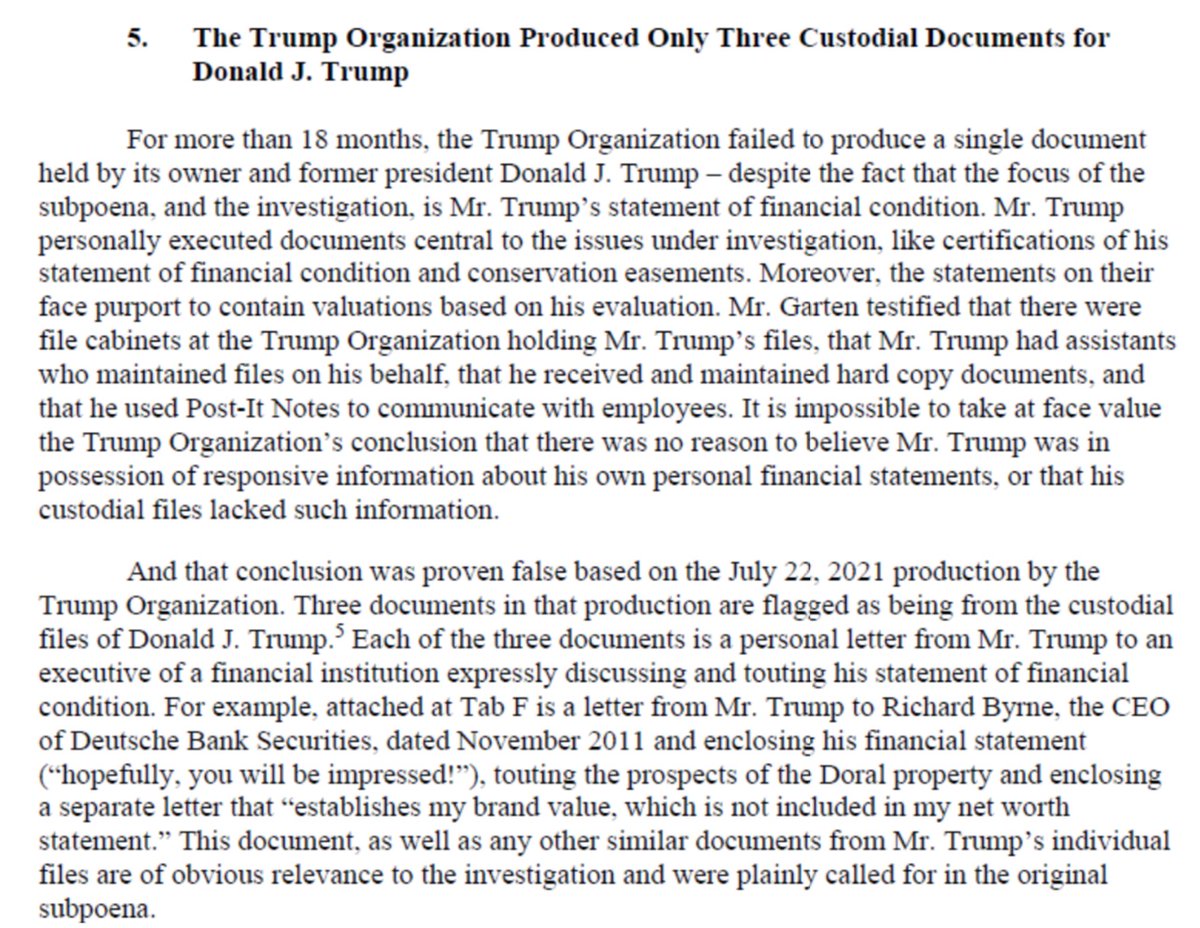 5. The Trump Organization Produced Only Three Custodial Documents for
Donald J. Trump
For more than 18 months, the Trump Organization failed to produce a single document
held by its owner and former president Donald J. Trump – despite the fact that the focus of the
subpoena, and the investigation, is Mr. Trump’s statement of financial condition. Mr. Trump
personally executed documents central to the issues under investigation, like certifications of his
statement of financial condition and conservation easements. Moreover, the statements on their
face purport to contain valuations based on his evaluation. Mr. Garten testified that there were
file cabinets at the Trump Organization holding Mr. Trump’s files, that Mr. Trump had assistants
who maintained files on his behalf, that he received and maintained hard copy documents, and
that he used Post-It Notes to communicate with employees. It is impossible to take at face value
the Trump Organization’s conclusion that there was no reason to believe Mr. Trump was in
possession of responsive information about his own personal financial statements, or that his
custodial files lacked such information.
And that conclusion was proven false based on the July 22, 2021 production by the
Trump Organization. Three documents in that production are flagged as being from the custodial
files of Donald J. Trump.5 Each of the three documents is a personal letter from Mr. Trump to an
executive of a financial institution expressly discussing and touting his statement of financial
condition. For example, attached at Tab F is a letter from Mr. Trump to Richard Byrne, the CEO
of Deutsche Bank Securities, dated November 2011 and enclosing his financial statement
(“hopefully, you will be impressed!”), touting the prospects of the Doral property and enclosing
a separate letter that “establishes my brand value, which is not included in my net worth
statement.” This document, as well as any other similar documents from Mr. Trump’s individual
files are of obvious relevance to the investigation and were plainly called for in the original
subpoena.